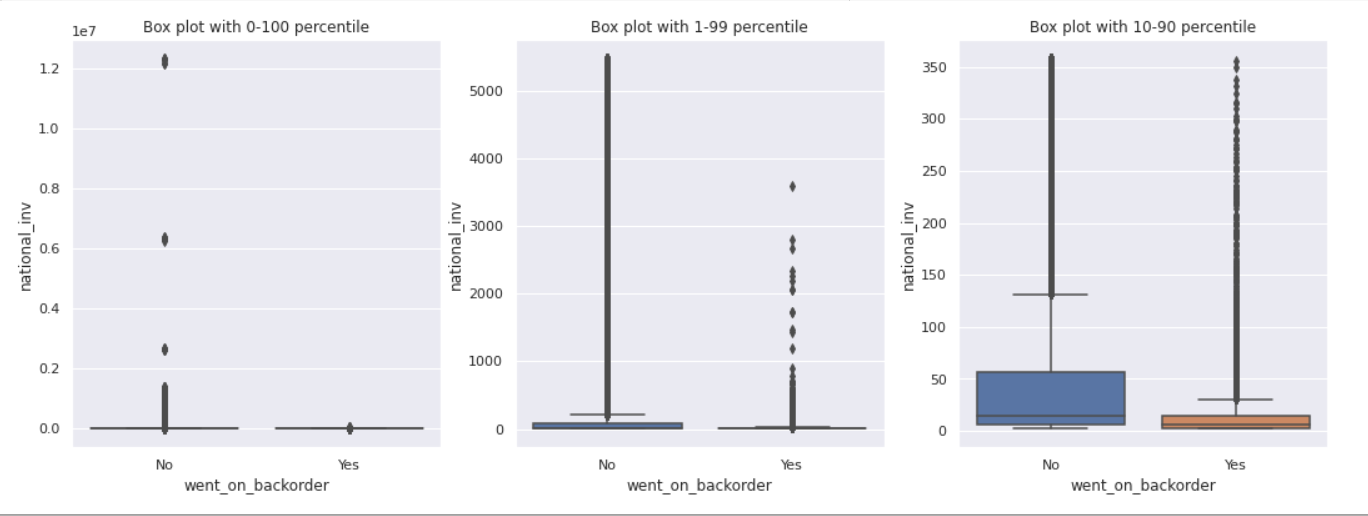 Box plot with 0-100 percentile
1e7
1.2
1.0
0.8
0.6
0.4
0.2
0.0
national_inv
No
Yes
went_on_backorder
Box plot with 1-99 percentile
5000
4000
3000
2000
1000
0
national_inv
No
Yes
went_on_backorder
Box plot with 10-90 percentile
350
300
250
200
150
100
50
0
national_inv
No
Yes
went_on_backorder